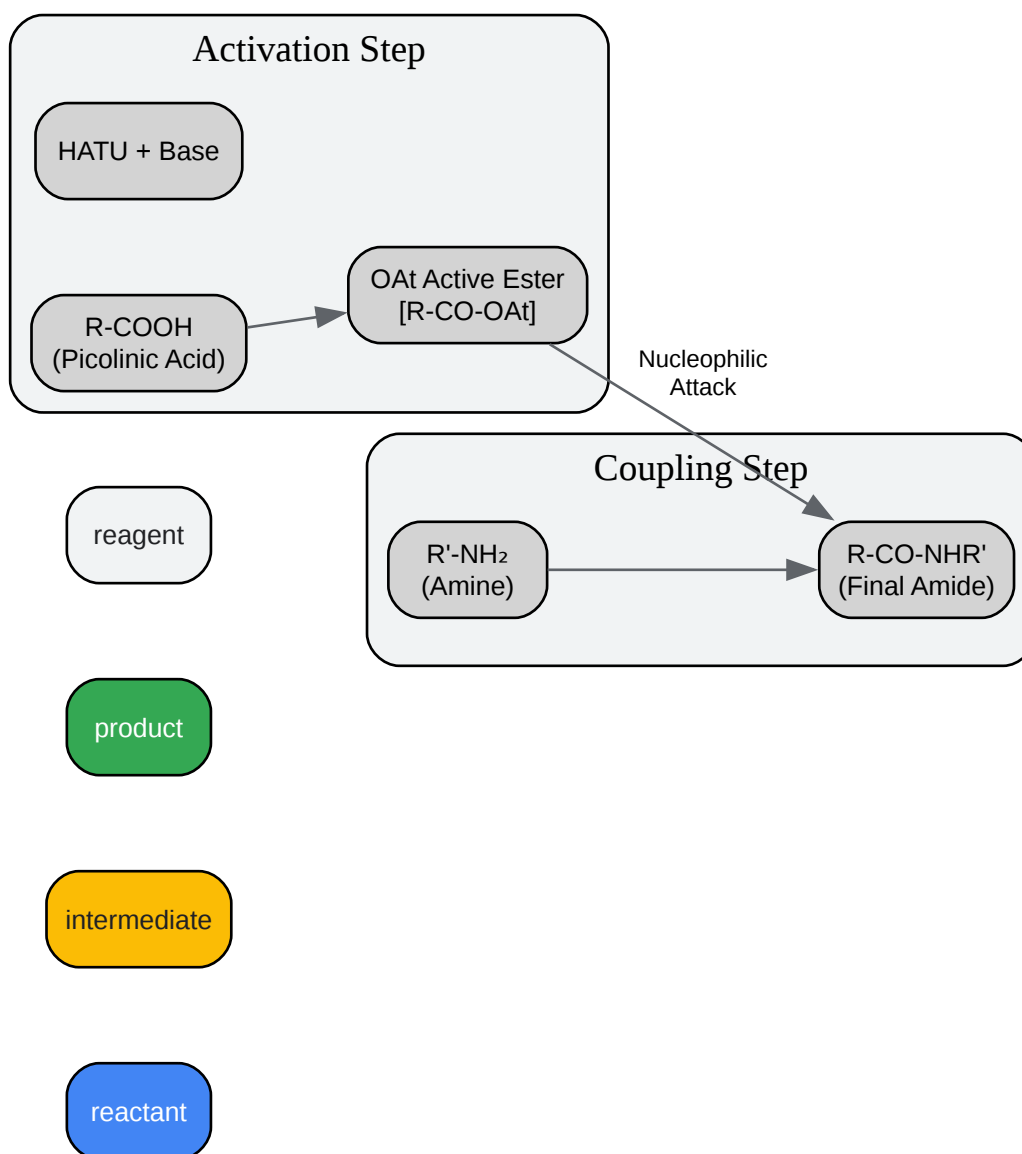 Activation Step
HATU + Base
OAt Active Ester
[R-CO-OAt]
R-COOH
(Picolinic Acid)
Nucleophilic
Attack
Coupling Step
R'-NH₂
(Amine)
R-CO-NHR'
(Final Amide)
reagent
product
intermediate
reactant